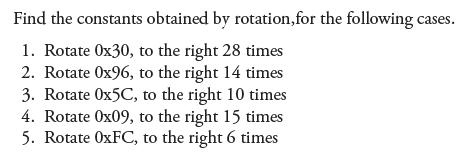 Find the constants obtained by rotation,for the following cases.
1. Rotate 0x30, to the right 28 times
2. Rotate 0x96, to the right 14 times
3. Rotate 0x5C, to the right 10 times
4. Rotate 0x09, to the right 15 times
5. Rotate 0xFC, to the right 6 times